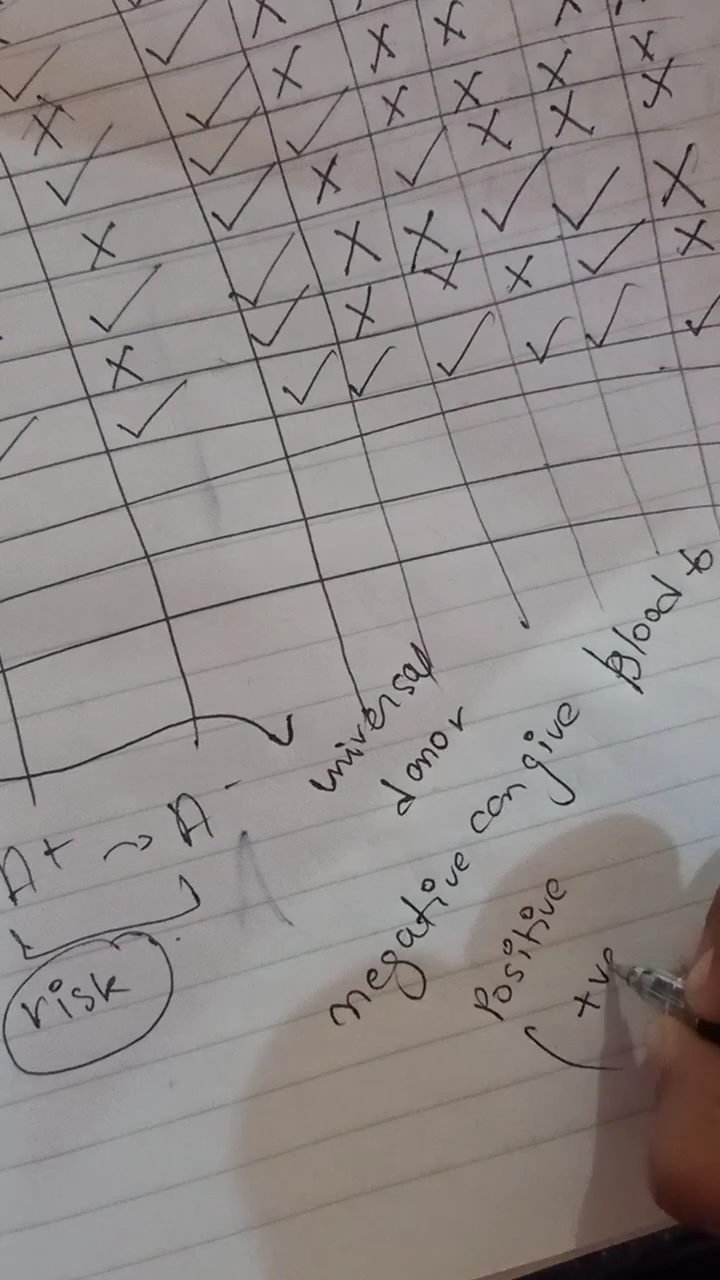 universal
donor
A+ → A-
risk
negative can give blood to
Positive
(+ve